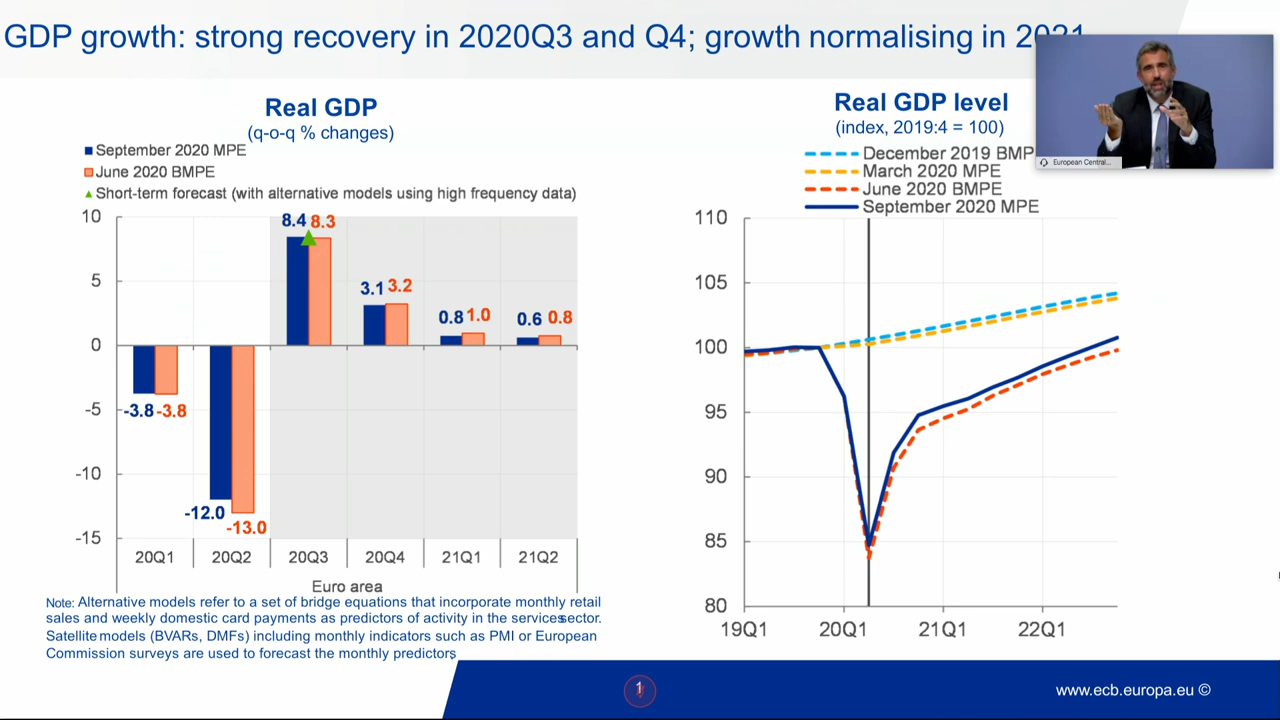 GDP growth: strong recovery in 2020Q3 and Q4; growth normalising in 2021
Real GDP
(q-o-q % changes)
September 2020 MPE
June 2020 BMPE
Short-term forecast (with alternative models using high frequency data)
10
5
0
-5
-10
-15
8.4 8.3
3.1 3.2
0.8 1.0
0.6 0.8
-3.8 -3.8
-12.0
-13.0
20Q1 20Q2 20Q3 20Q4 21Q1 21Q2
Euro area
Note: Alternative models refer to a set of bridge equations that incorporate monthly retail
sales and weekly domestic card payments as predictors of activity in the services sector.
Satellite models (BVARs, DMFs) including monthly indicators such as PMI or European
Commission surveys are used to forecast the monthly predictors
Real GDP level
(index, 2019:4 = 100)
December 2019 BMP
March 2020 MPE
June 2020 BMPE
September 2020 MPE
110
105
100
95
90
85
80
19Q1 20Q1 21Q1 22Q1
European Central...
1
www.ecb.europa.eu ©